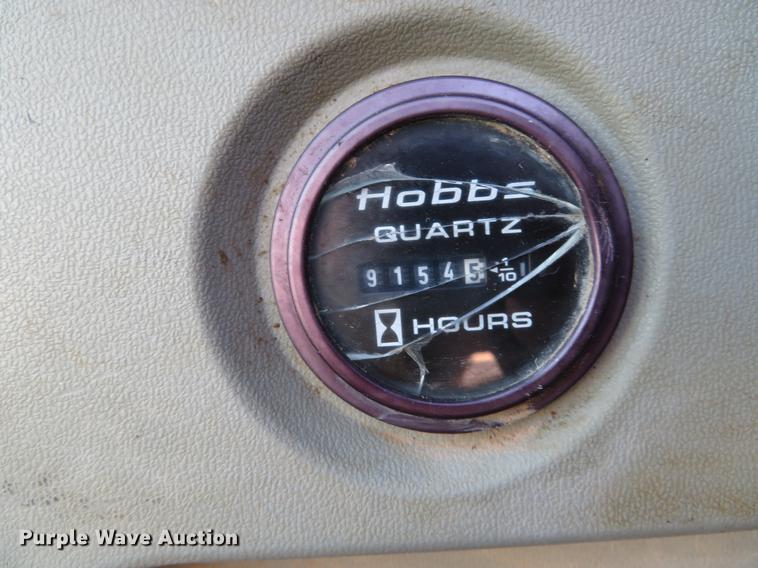 Hobbs
QUARTZ
91545 1/10
HOURS
Purple Wave Auction